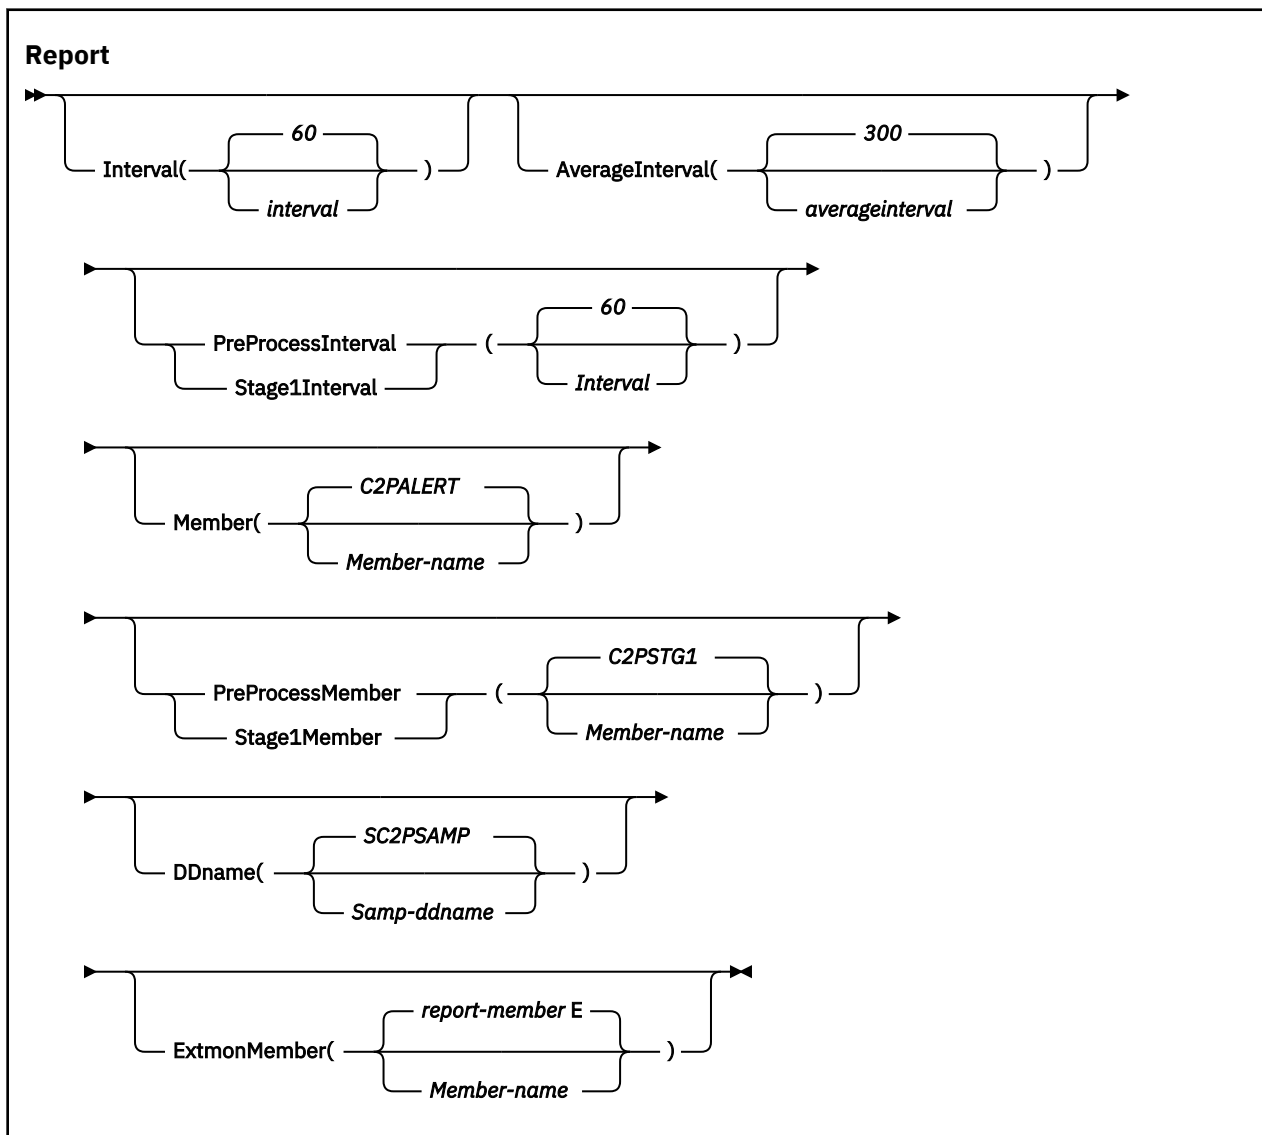 Report
60 300
Interval( ) AverageInterval( )
interval averageinterval
60
PreProcessInterval ( )
Stage1Interval Interval
C2PALERT
Member( )
Member-name
C2PSTG1
PreProcessMember ( )
Stage1Member Member-name
SC2PSAMP
DDname( )
Samp-ddname
report-member E
ExtmonMember( )
Member-name